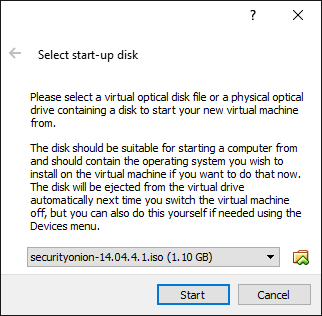 ?
Select start-up disk
Please select a virtual optical disk file or a physical optical
drive containing a disk to start your new virtual machine
from.
The disk should be suitable for starting a computer from
and should contain the operating system you wish to
install on the virtual machine if you want to do that now.
The disk will be ejected from the virtual drive
automatically next time you switch the virtual machine
off, but you can also do this yourself if needed using the
Devices menu.
securityonion-14.04.4.1.iso (1.10 GB)
Start Cancel